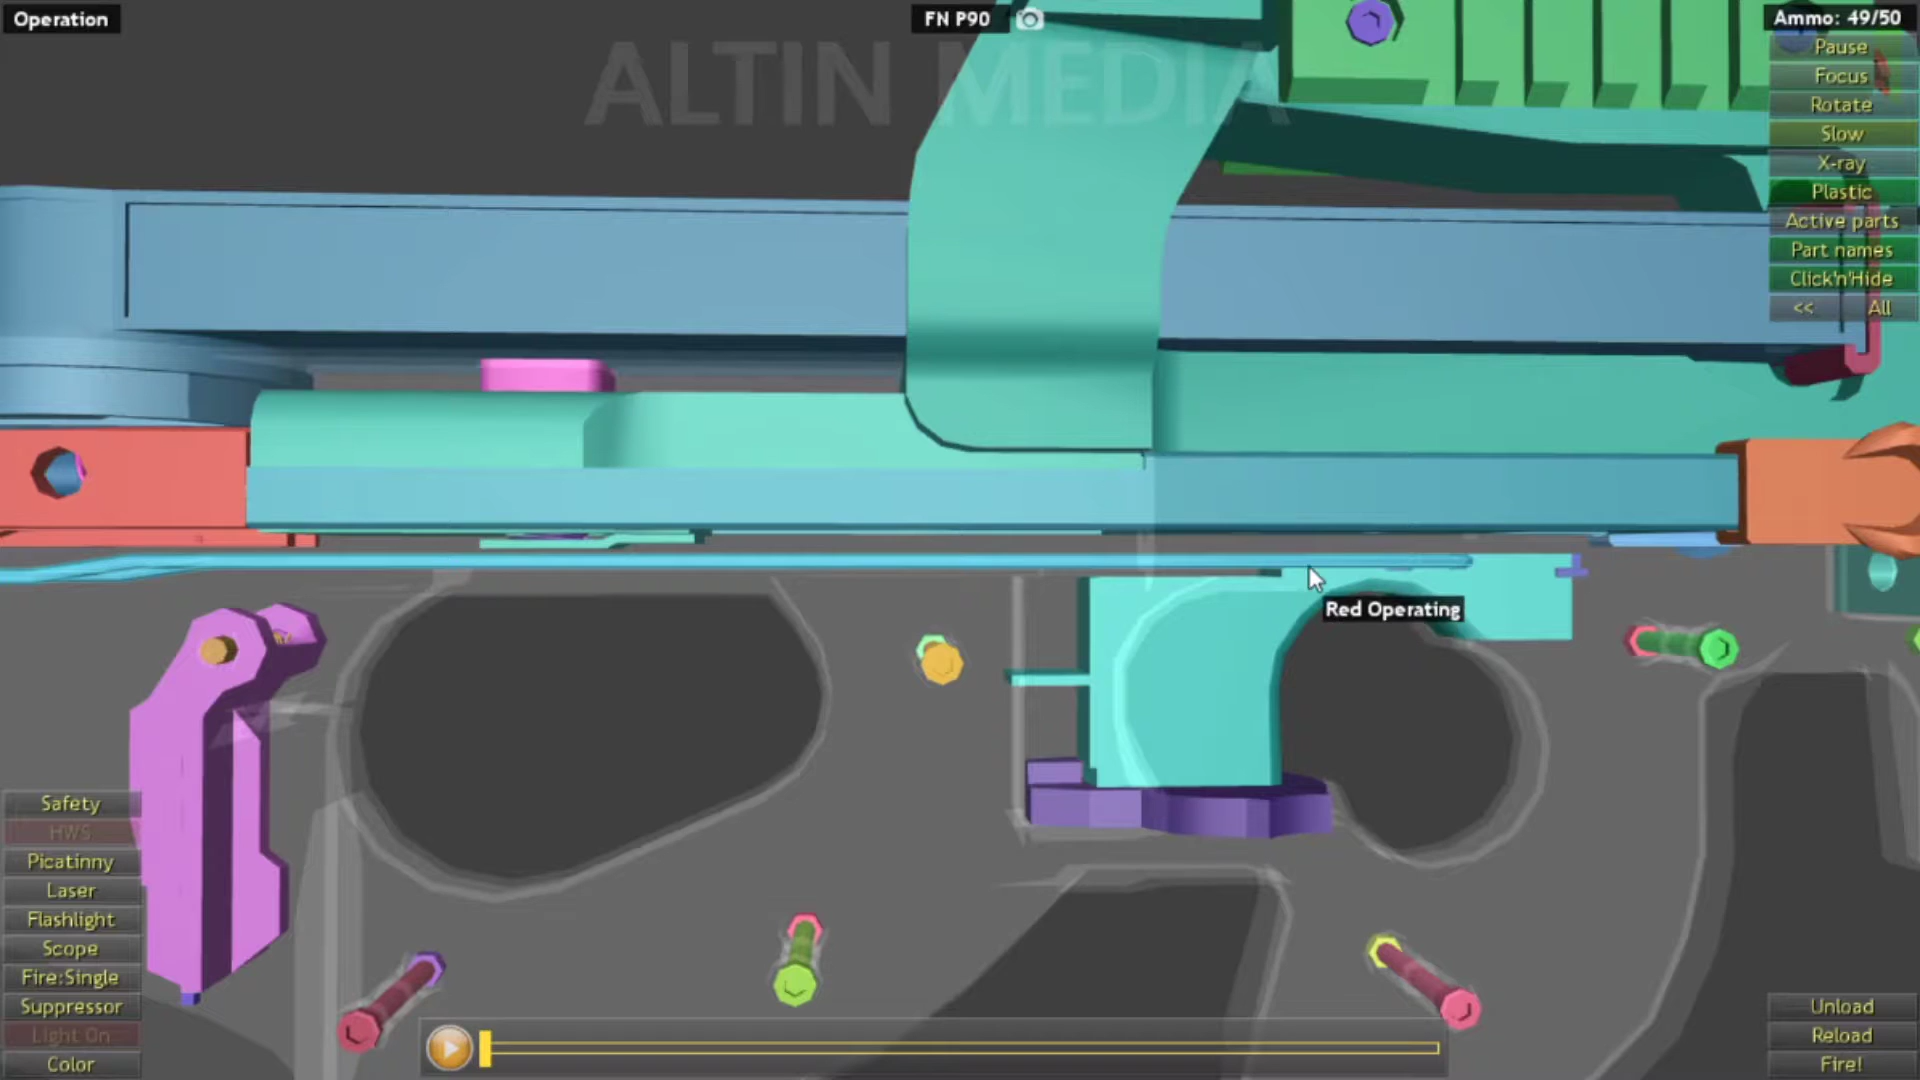 Operation
FN P90
Ammo: 49/50
ALTIN MEDIA
Pause
Focus
Rotate
Slow
X-ray
Plastic
Active parts
Part names
Click'n'Hide
<< All
Red Operating
Safety
HWS
Picatinny
Laser
Flashlight
Scope
Fire:Single
Suppressor
Light On
Color
Unload
Reload
Fire!